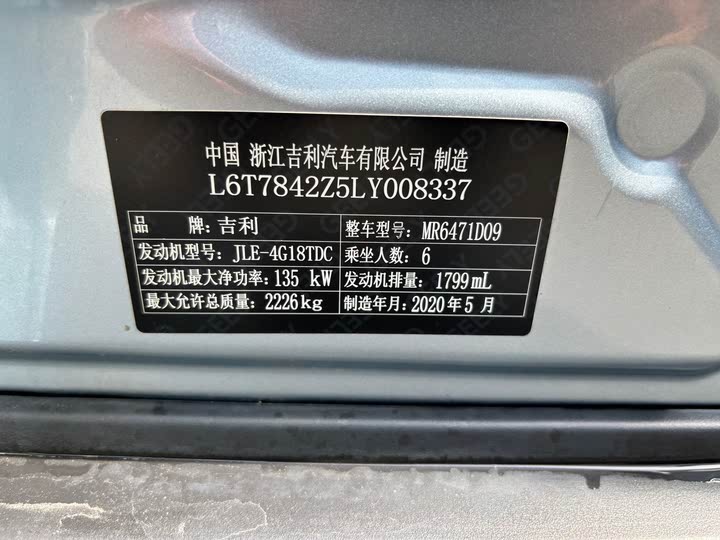 中国 浙江吉利汽车有限公司 制造
L6T7842Z5LY008337
品 牌: 吉利 整车型号: MR6471D09
发动机型号: JLE-4G18TDC 乘坐人数: 6
发动机最大净功率: 135 kW 发动机排量: 1799mL
最大允许总质量: 2226kg 制造年月: 2020年5月